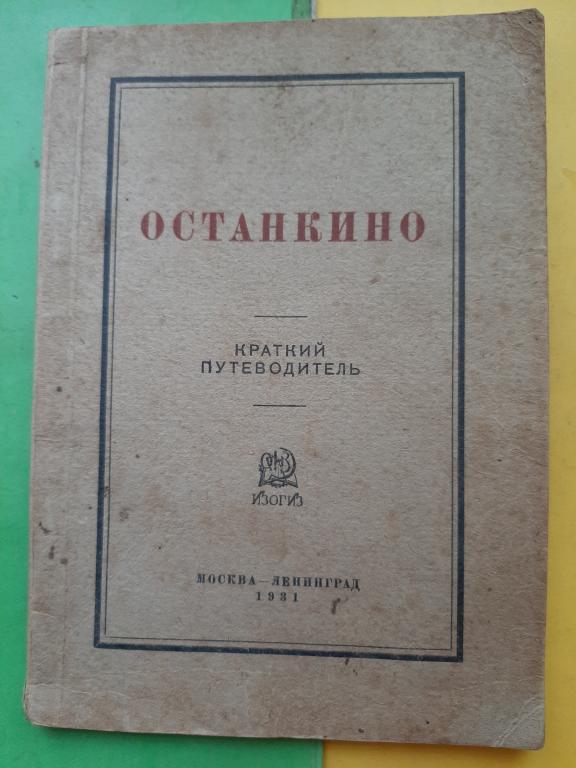 ОСТАНКИНО
КРАТКИЙ
ПУТЕВОДИТЕЛЬ
ИЗОГИЗ
МОСКВА—ЛЕНИНГРАД
1931